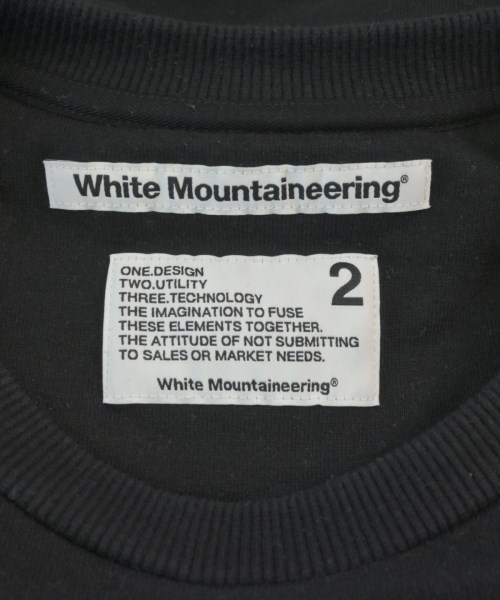 White Mountaineering®
ONE.DESIGN
TWO.UTILITY
THREE.TECHNOLOGY
THE IMAGINATION TO FUSE
THESE ELEMENTS TOGETHER.
THE ATTITUDE OF NOT SUBMITTING
TO SALES OR MARKET NEEDS.
2
White Mountaineering®